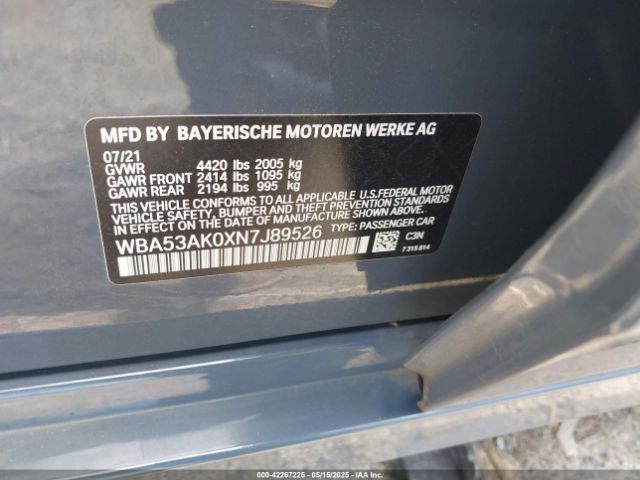 MFD BY BAYERISCHE MOTOREN WERKE AG
07/21
GVWR 4420 lbs 2005 kg
GAWR FRONT 2414 lbs 1095 kg
GAWR REAR 2194 lbs 995 kg
THIS VEHICLE CONFORMS TO ALL APPLICABLE U.S.FEDERAL MOTOR
VEHICLE SAFETY, BUMPER AND THEFT PREVENTION STANDARDS
IN EFFECT ON THE DATE OF MANUFACTURE SHOWN ABOVE.
WBA53AK0XN7J89526 TYPE: PASSENGER CAR
C3N
7 315 814
000-42267225 - 05/15/2025 - © IAA, Inc.